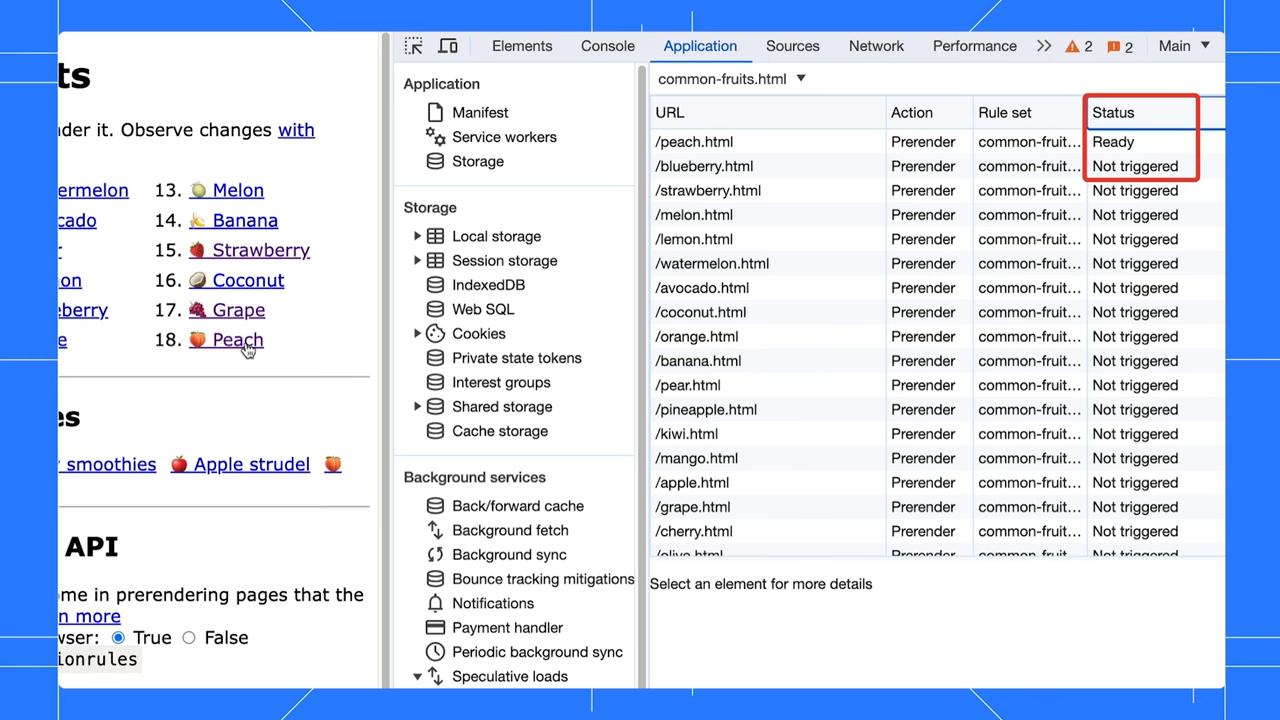 ts
Elements Console Application Sources Network Performance 2 2 Main
der it. Observe changes with
ermelon 13. Melon
cado 14. Banana
15. Strawberry
on 16. Coconut
eberry 17. Grape
e 18. Peach
es
smoothies Apple strudel
API
ome in prerendering pages that the
n more
wser: True False
ionrules
Application
Manifest
Service workers
Storage
Storage
Local storage
Session storage
IndexedDB
Web SQL
Cookies
Private state tokens
Interest groups
Shared storage
Cache storage
Background services
Back/forward cache
Background fetch
Background sync
Bounce tracking mitigations
Notifications
Payment handler
Periodic background sync
Speculative loads
common-fruits.html
URL Action Rule set Status
/peach.html Prerender common-fruit... Ready
/blueberry.html Prerender common-fruit... Not triggered
/strawberry.html Prerender common-fruit... Not triggered
/melon.html Prerender common-fruit... Not triggered
/lemon.html Prerender common-fruit... Not triggered
/watermelon.html Prerender common-fruit... Not triggered
/avocado.html Prerender common-fruit... Not triggered
/coconut.html Prerender common-fruit... Not triggered
/orange.html Prerender common-fruit... Not triggered
/banana.html Prerender common-fruit... Not triggered
/pear.html Prerender common-fruit... Not triggered
/pineapple.html Prerender common-fruit... Not triggered
/kiwi.html Prerender common-fruit... Not triggered
/mango.html Prerender common-fruit... Not triggered
/apple.html Prerender common-fruit... Not triggered
/grape.html Prerender common-fruit... Not triggered
/cherry.html Prerender common-fruit... Not triggered
/olive.html Prerender common-fruit Not triggered
Select an element for more details